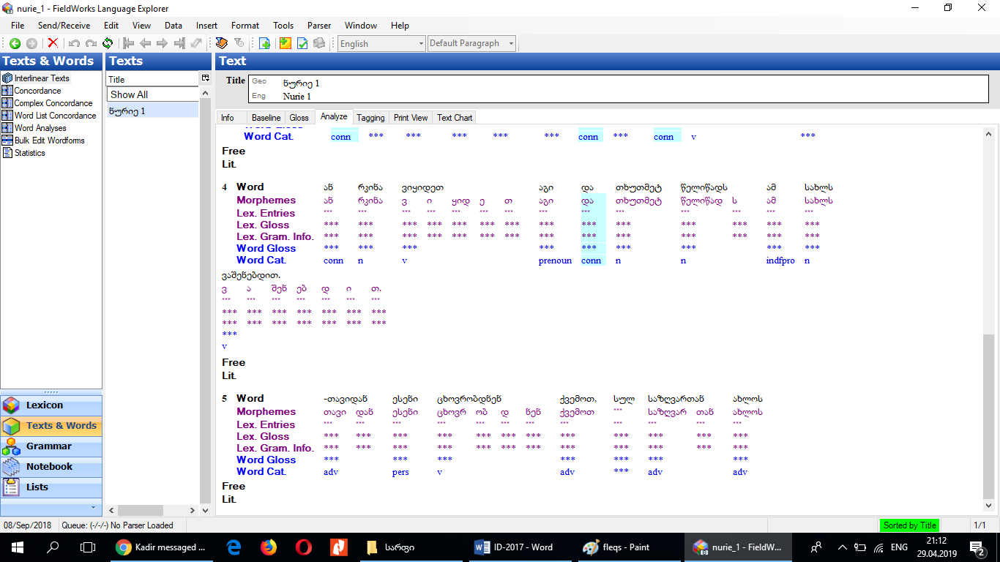 nurie_1 - FieldWorks Language Explorer
File Send/Receive Edit View Data Insert Format Tools Parser Window Help
English Default Paragraph
Texts & Words Texts Text
Interlinear Texts
Concordance
Complex Concordance
Word List Concordance
Word Analyses
Bulk Edit Wordforms
Statistics
Title
Show All
ნურიე 1
Title Geo ნურიე 1
Eng Nurie 1
Info Baseline Gloss Analyze Tagging Print View Text Chart
Word Cat. conn *** *** *** *** *** conn *** conn v ***
Free
Lit.
4 Word ან რკინა ვიყიდეთ აგი და თხუთმეტ წელიწადს ამ სახლს
Morphemes ან რკინა ვ ი ყიდ ე თ აგი და თხუთმეტ წელიწად ს ამ სახლს
Lex. Entries *** *** *** *** *** *** *** *** *** *** *** *** *** ***
Lex. Gloss *** *** *** *** *** *** *** *** *** *** *** *** *** ***
Lex. Gram. Info. *** *** *** *** *** *** *** *** *** *** *** *** *** ***
Word Gloss *** *** *** *** *** *** *** *** ***
Word Cat. conn n v prenoun conn n n indfpro n
ვაშენებდით.
ვ ა შენ ებ დ ი თ.
*** *** *** *** *** *** ***
*** *** *** *** *** *** ***
*** *** *** *** *** *** ***
***
v
Free
Lit.
5 Word -თავიდან ესენი ცხოვრობდნენ ქვემოთ, სულ საზღვართან ახლოს
Morphemes თავი დან ესენი ცხოვრ ობ დ ნენ ქვემოთ *** საზღვარ თან ახლოს
Lex. Entries *** *** *** *** *** *** *** *** *** *** *** ***
Lex. Gloss *** *** *** *** *** *** *** *** *** *** *** ***
Lex. Gram. Info. *** *** *** *** *** *** *** *** *** *** *** ***
Word Gloss *** *** *** *** *** *** ***
Word Cat. adv pers v adv *** adv adv
Free
Lit.
Lexicon
Texts & Words
Grammar
Notebook
Lists
08/Sep/2018 Queue: (-/-/-) No Parser Loaded Sorted by Title 1/1
Kadir messaged ... სარფი ID-2017 - Word fleqs - Paint nurie_1 - FieldW... ENG 21:12
29.04.2019
2